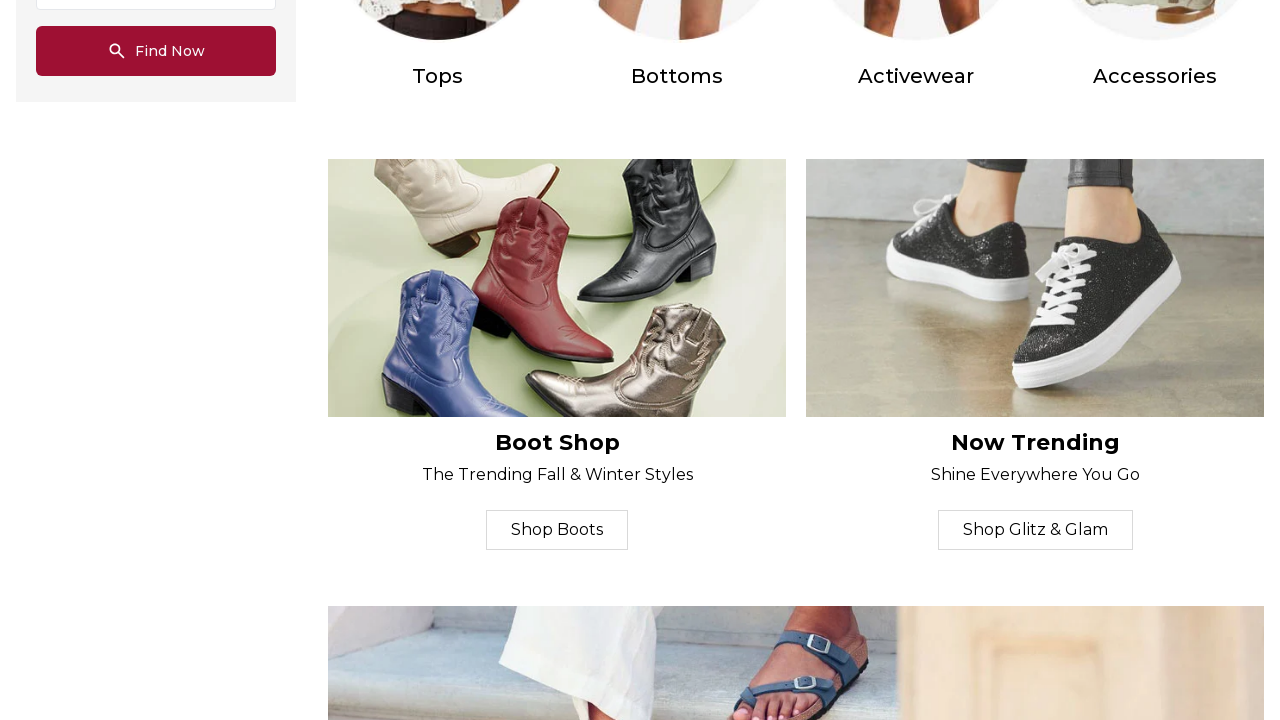 Find Now
Tops
Bottoms
Activewear
Accessories
Boot Shop
The Trending Fall & Winter Styles
Shop Boots
Now Trending
Shine Everywhere You Go
Shop Glitz & Glam